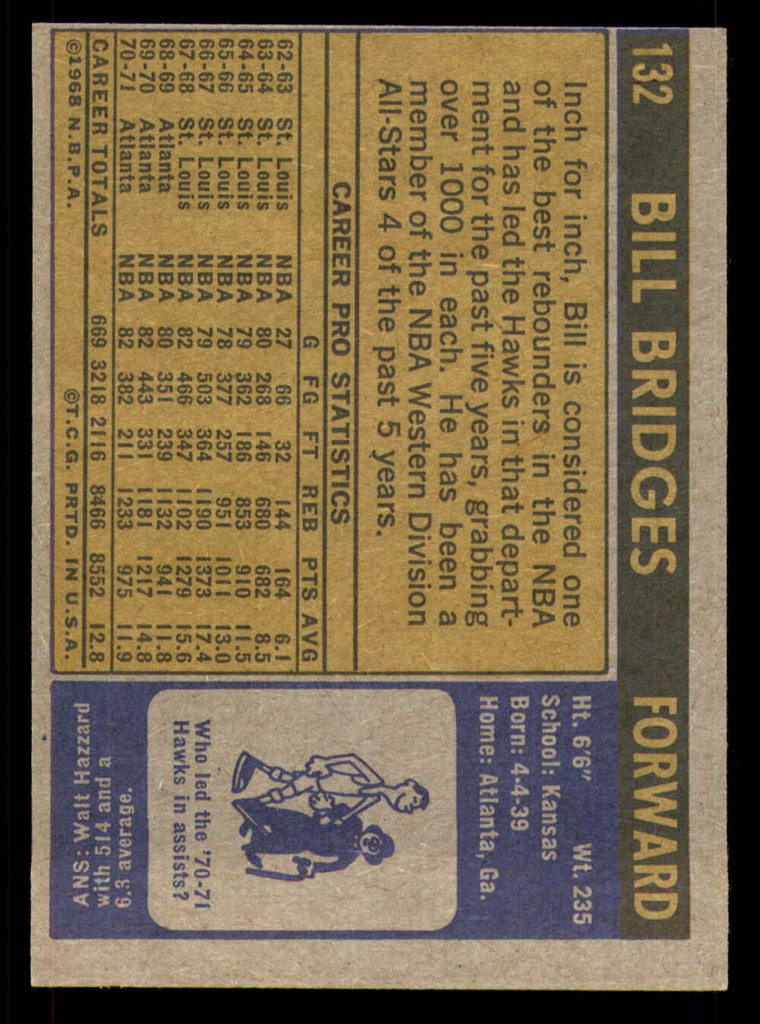 132 BILL BRIDGES FORWARD
Inch for inch, Bill is considered one
of the best rebounders in the NBA
and has led the Hawks in that depart-
ment for the past five years, grabbing
over 1000 in each. He has been a
member of the NBA Western Division
All-Stars 4 of the past 5 years.
CAREER PRO STATISTICS
G FG FT REB PTS AVG
62-63 St. Louis NBA 27 66 32 144 164 6.1
63-64 St. Louis NBA 80 268 146 680 682 8.5
64-65 St. Louis NBA 79 362 186 853 910 11.5
65-66 St. Louis NBA 78 377 257 951 1011 13.0
66-67 St. Louis NBA 79 503 364 1190 1373 17.4
67-68 St. Louis NBA 82 466 347 1102 1279 15.6
68-69 Atlanta NBA 80 351 239 1132 941 11.8
69-70 Atlanta NBA 82 443 331 1181 1217 14.8
70-71 Atlanta NBA 82 382 211 1233 975 11.9
CAREER TOTALS 669 3218 2116 8466 8552 12.8
©1968 N.B.P.A. ©T.C.G. PRTD. IN U.S.A.
Ht. 6'6" Wt. 235
School: Kansas
Born: 4-4-39
Home: Atlanta, Ga.
Who led the '70-71
Hawks in assists?
ANS: Walt Hazzard
with 514 and a
6.3 average.